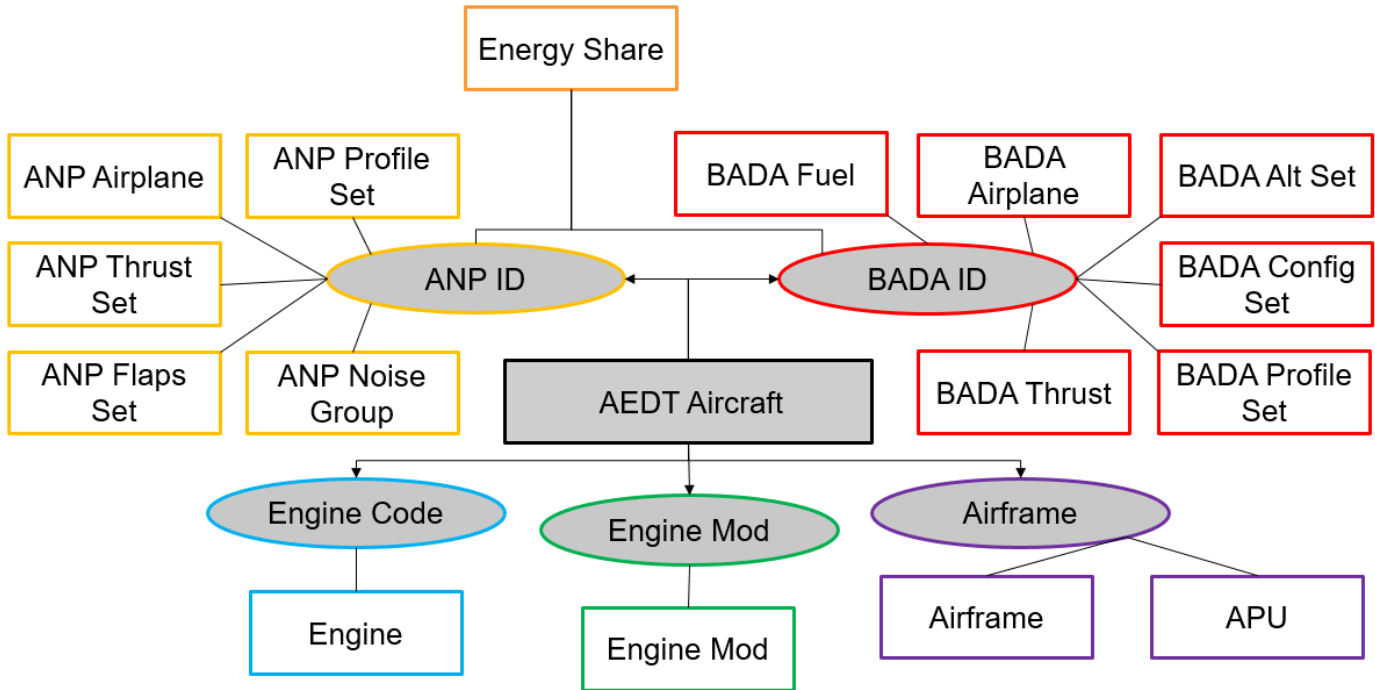 Energy Share
ANP Airplane
ANP Profile
Set
BADA Fuel
BADA
Airplane
BADA Alt Set
ANP Thrust
Set
ANP ID
BADA ID
BADA Config
Set
ANP Flaps
Set
ANP Noise
Group
AEDT Aircraft
BADA Thrust
BADA Profile
Set
Engine Code
Engine Mod
Airframe
Engine
Engine Mod
Airframe
APU